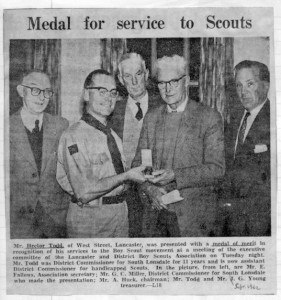 Medal for service to Scouts
Mr. Hector Todd, of West Street, Lancaster, was presented with a medal of merit in
recognition of his services to the Boy Scout movement at a meeting of the executive
committee of the Lancaster and District Boy Scouts Association on Tuesday night.
Mr. Todd was District Commissioner for South Lonsdale for 11 years and is now assistant
District Commissioner for handicapped Scouts. In the picture, from left, are Mr. E.
Fallows, Association secretary; Mr. G. C. Miller, District Commissioner for South Lonsdale
who made the presentation; Mr. A. Hock, chairman; Mr. Todd and Mr. J. G. Young
treasurer.—